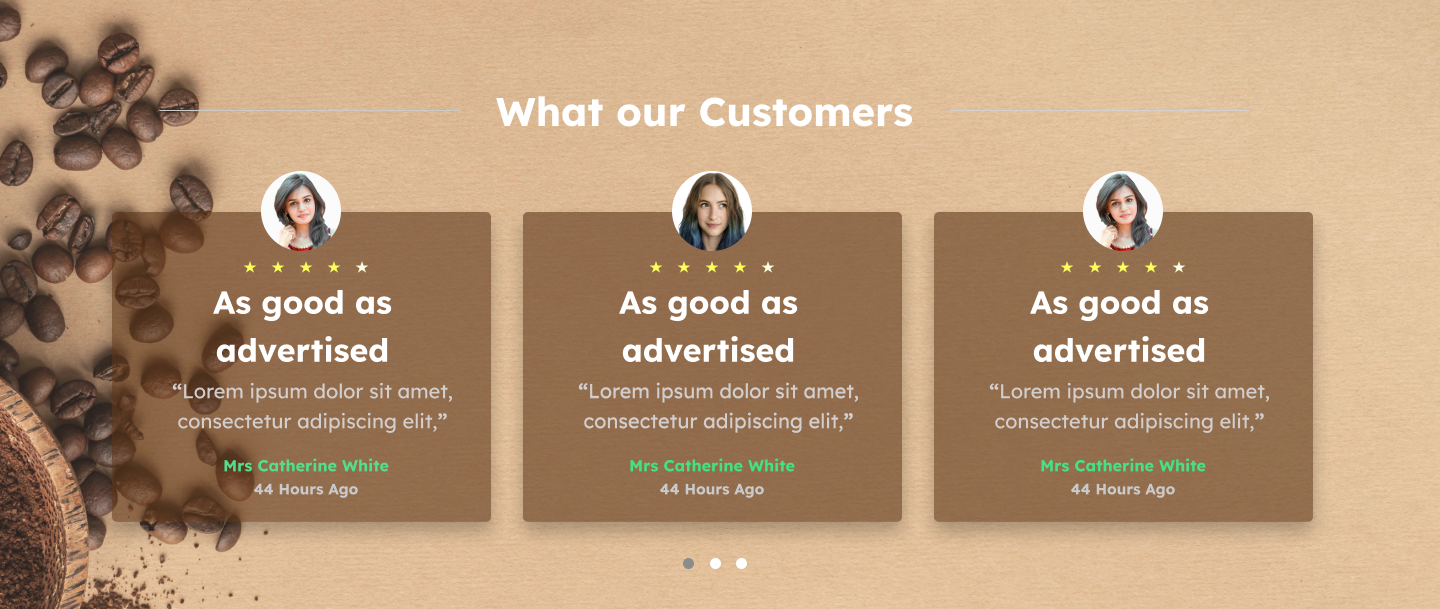 What our Customers
As good as
advertised
“Lorem ipsum dolor sit amet,
consectetur adipiscing elit,”
Mrs Catherine White
44 Hours Ago
As good as
advertised
“Lorem ipsum dolor sit amet,
consectetur adipiscing elit,”
Mrs Catherine White
44 Hours Ago
As good as
advertised
“Lorem ipsum dolor sit amet,
consectetur adipiscing elit,”
Mrs Catherine White
44 Hours Ago